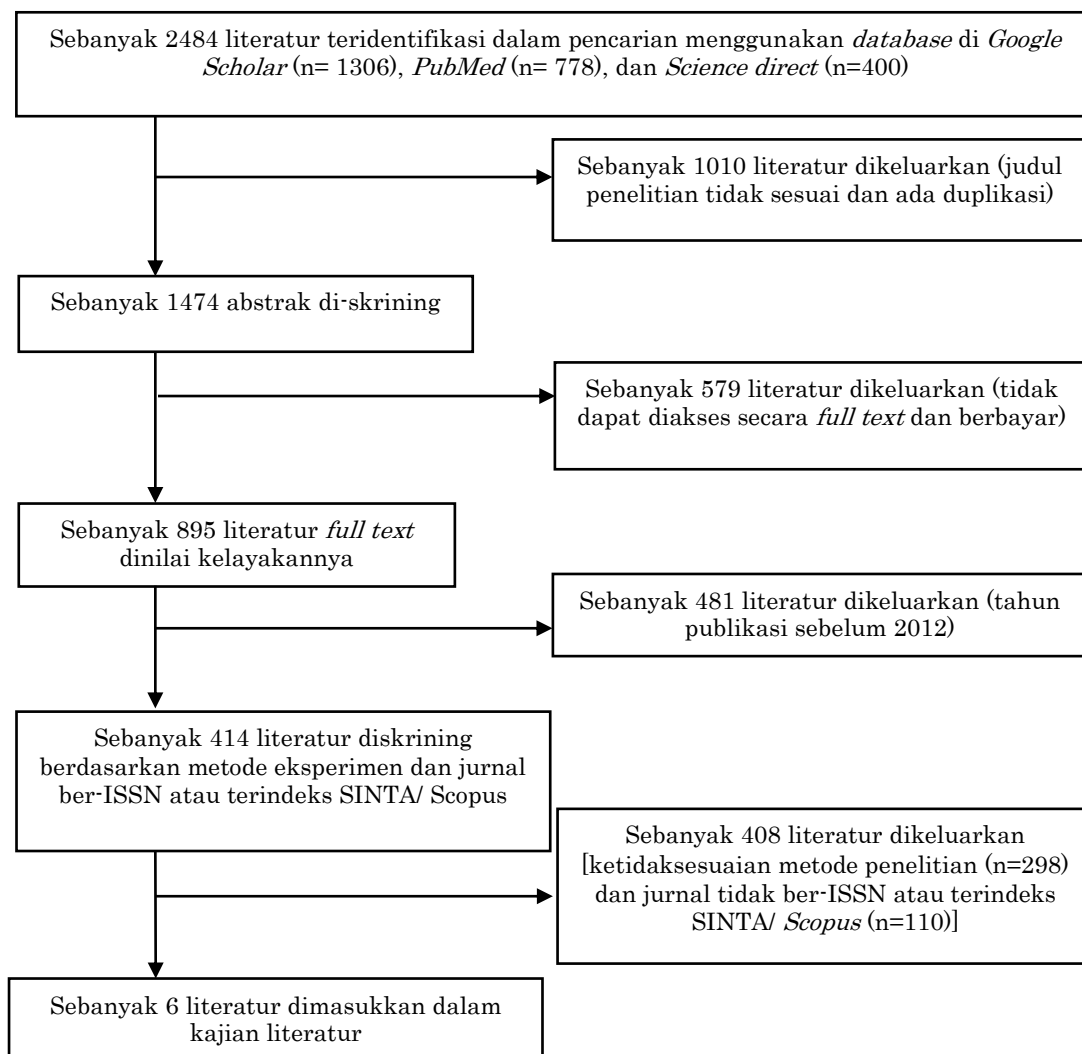 Sebanyak 2484 literatur teridentifikasi dalam pencarian menggunakan database di Google
Scholar (n= 1306), PubMed (n= 778), dan Science direct (n=400)
Sebanyak 1010 literatur dikeluarkan (judul
penelitian tidak sesuai dan ada duplikasi)
Sebanyak 1474 abstrak di-skrining
Sebanyak 579 literatur dikeluarkan (tidak
dapat diakses secara full text dan berbayar)
Sebanyak 895 literatur full text
dinilai kelayakannya
Sebanyak 481 literatur dikeluarkan (tahun
publikasi sebelum 2012)
Sebanyak 414 literatur diskrining
berdasarkan metode eksperimen dan jurnal
ber-ISSN atau terindeks SINTA/ Scopus
Sebanyak 408 literatur dikeluarkan
[ketidaksesuaian metode penelitian (n=298)
dan jurnal tidak ber-ISSN atau terindeks
SINTA/ Scopus (n=110)]
Sebanyak 6 literatur dimasukkan dalam
kajian literatur